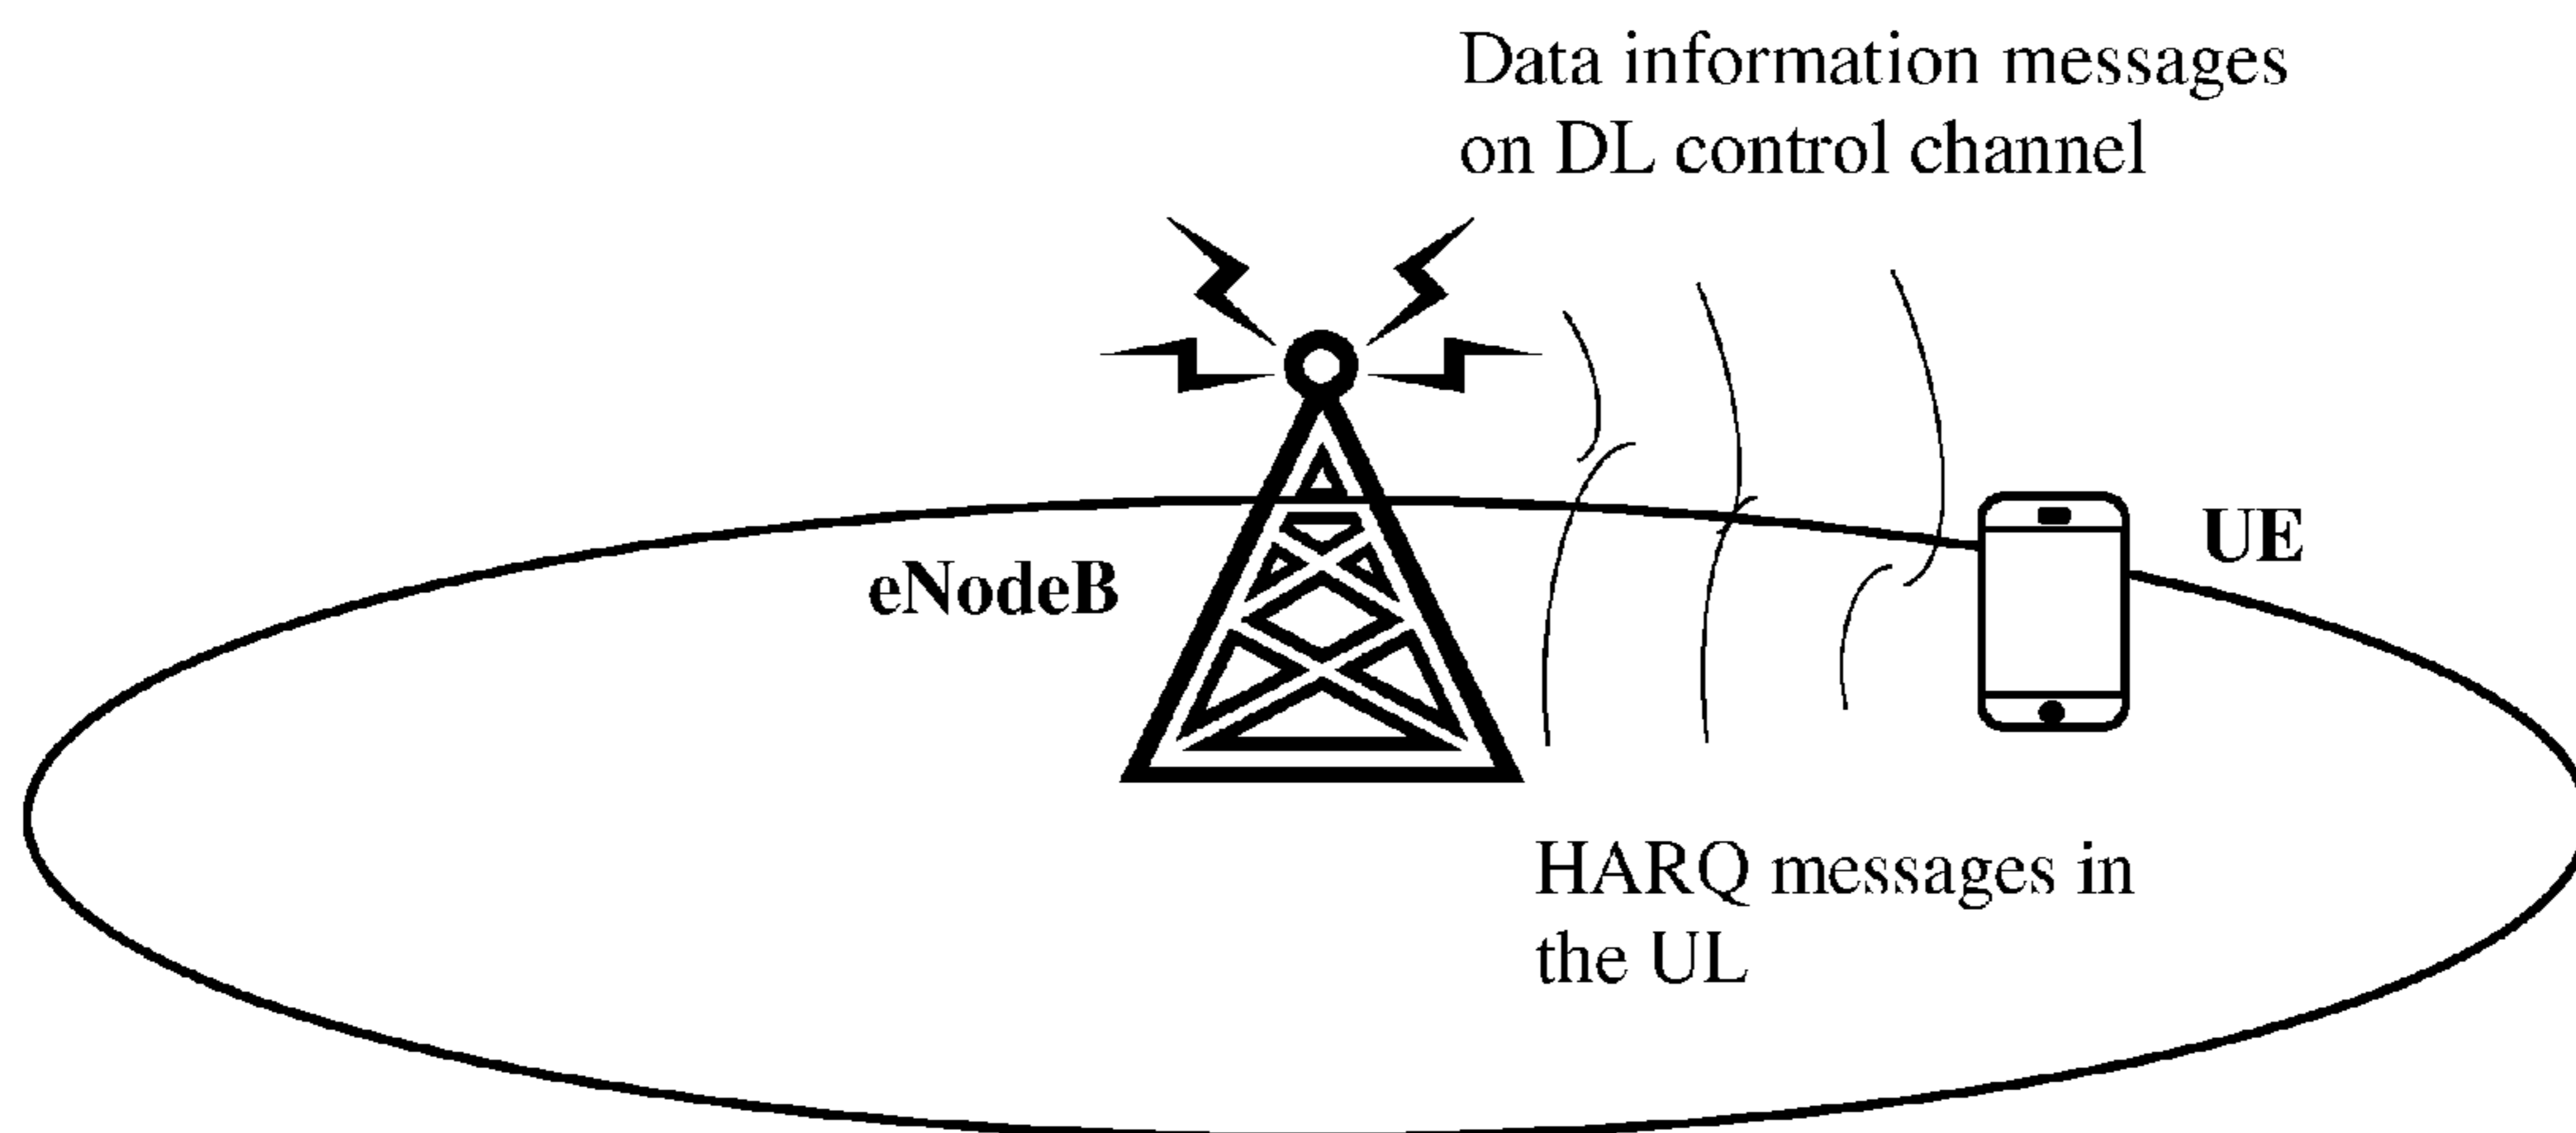 Data information messages
on DL control channel
eNodeB
UE
HARQ messages in
the UL